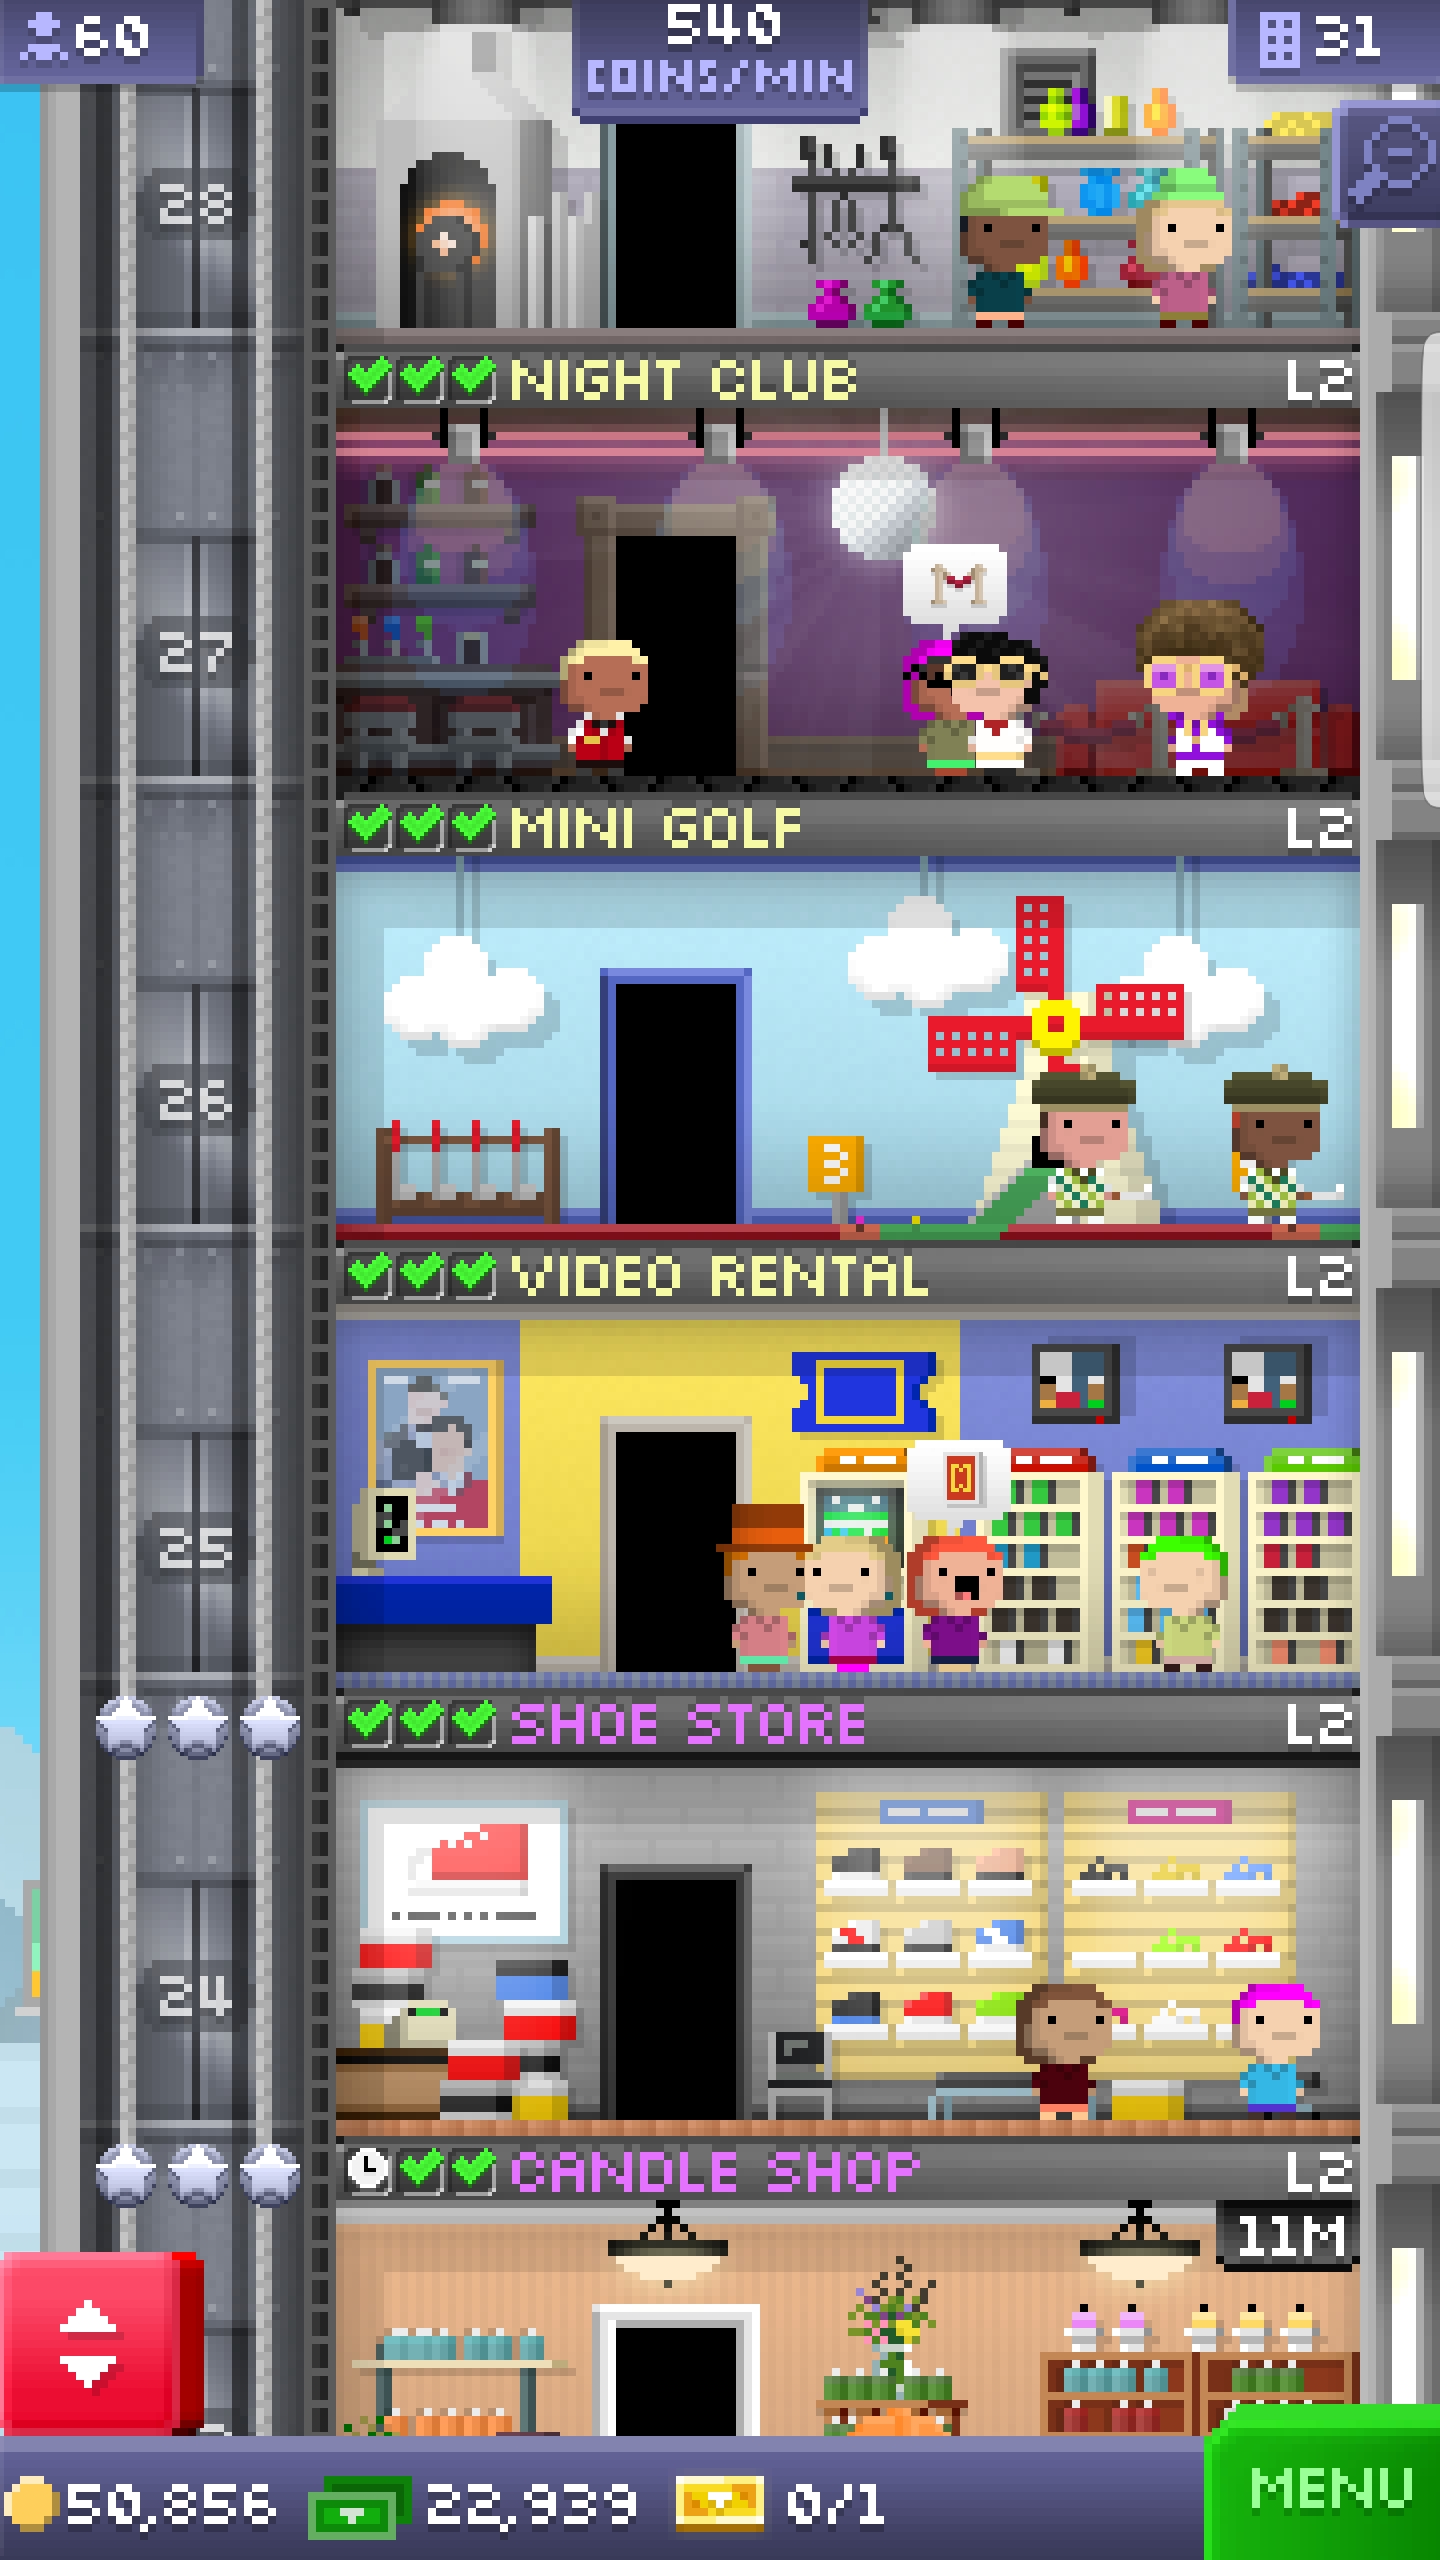 60
540
COINS/MIN
31
28
NIGHT CLUB L2
27
MINI GOLF L2
26
3
VIDEO RENTAL L2
25
SHOE STORE L2
24
CANDLE SHOP L2
11M
50,856 22,939 0/1
MENU